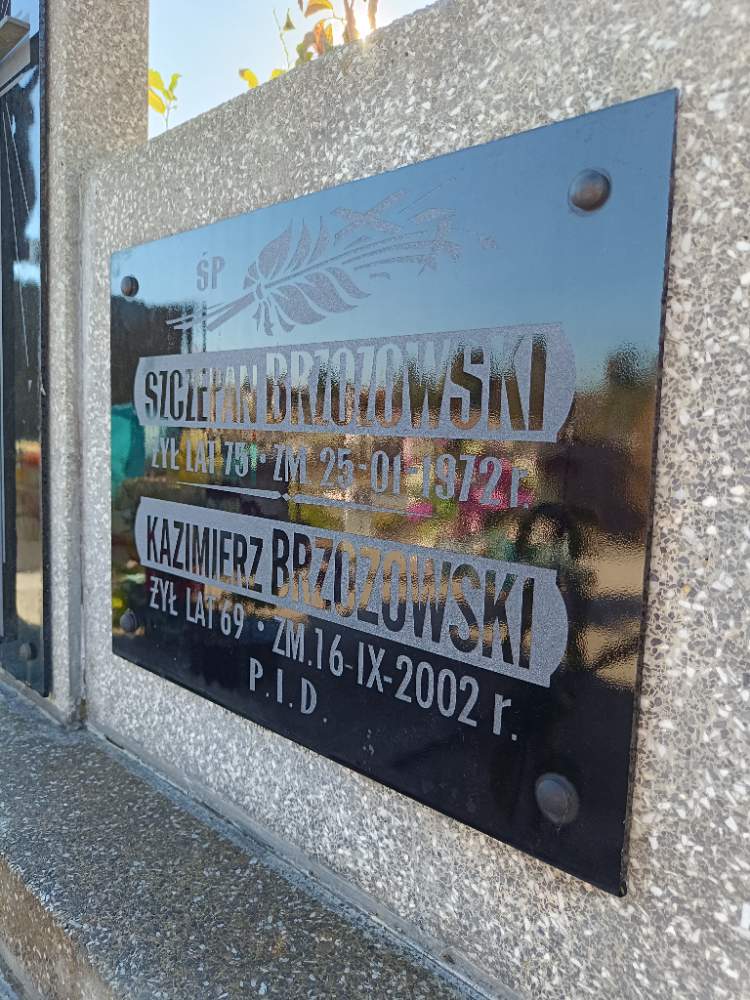 ŚP
SZCZEPAN BRZOZOWSKI
ŻYŁ LAT 75 • ZM. 25-01-1972 r.
KAZIMIERZ BRZOZOWSKI
ŻYŁ LAT 69 • ZM. 16-IX-2002 r.
P.I.D.